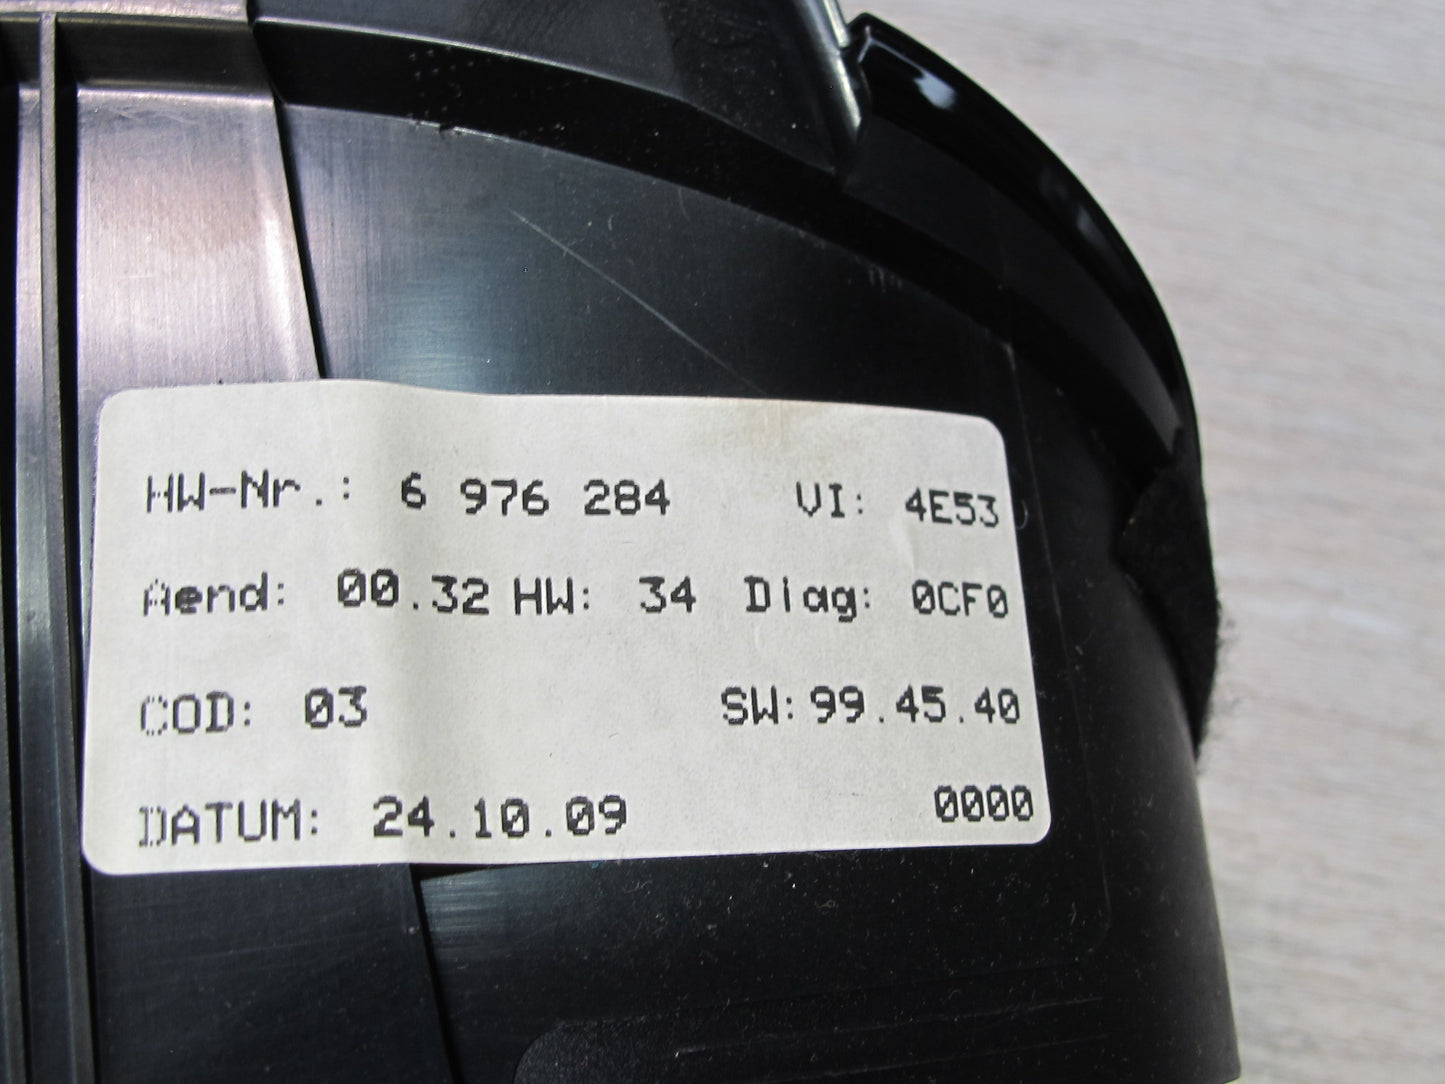 HW-Nr.: 6 976 284 VI: 4E53
Aend: 00.32 HW: 34 Diag: 0CF0
COD: 03 SW: 99.45.40
DATUM: 24.10.09 0000